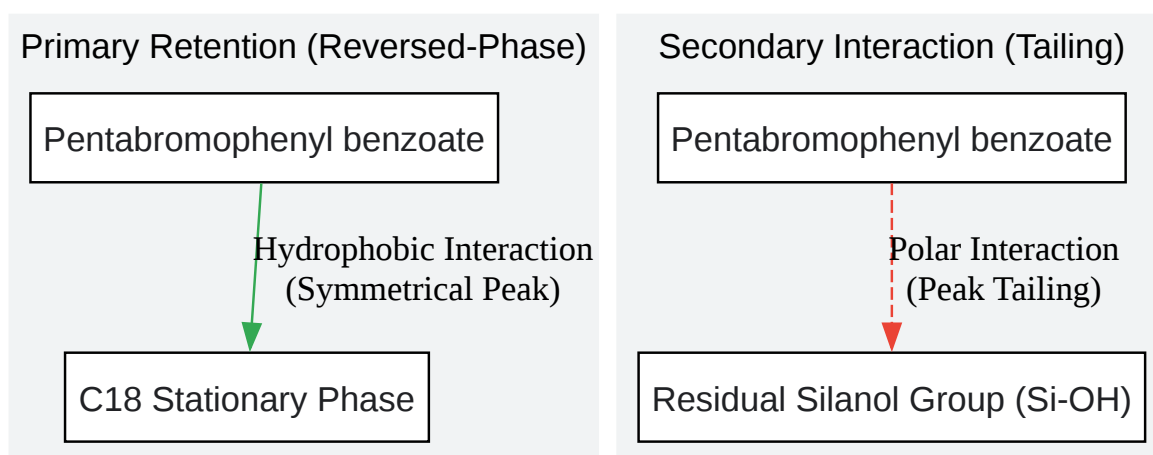 Primary Retention (Reversed-Phase)
Pentabromophenyl benzoate
Hydrophobic Interaction
(Symmetrical Peak)
C18 Stationary Phase
Secondary Interaction (Tailing)
Pentabromophenyl benzoate
Polar Interaction
(Peak Tailing)
Residual Silanol Group (Si-OH)